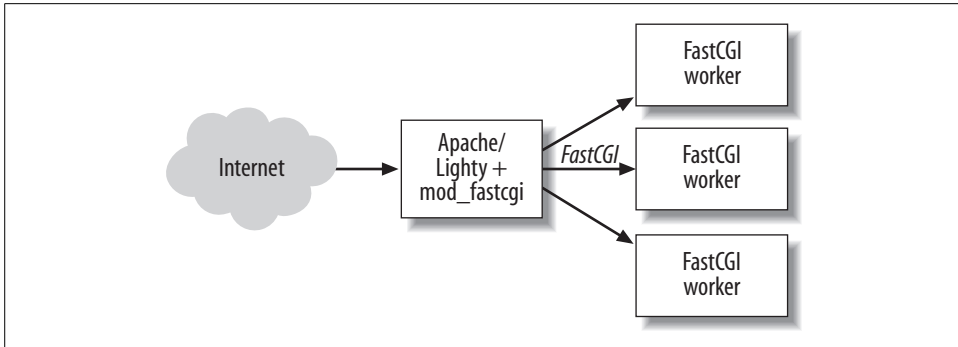 Internet
Apache/
Lighty +
mod_fastcgi
FastCGI
FastCGI
worker
FastCGI
worker
FastCGI
worker